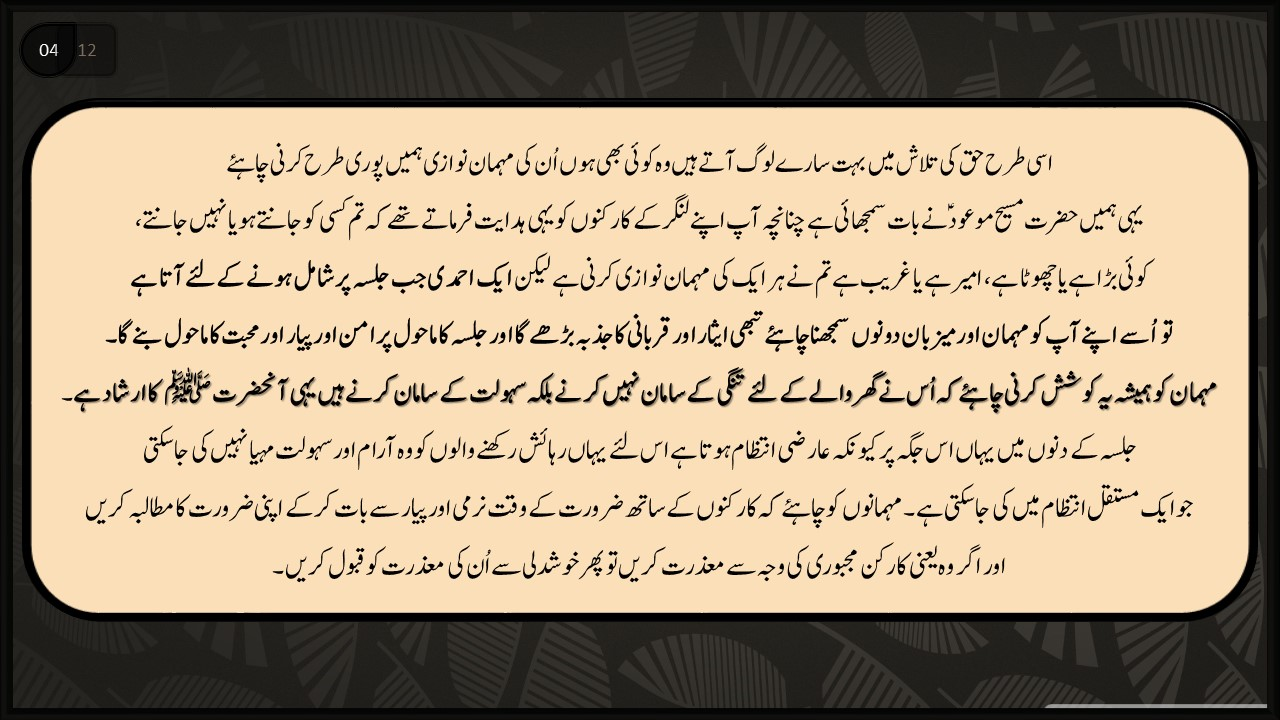 04 12
اسی طرح حق کی تلاش میں بہت سارے لوگ آتے ہیں وہ کوئی بھی ہوں اُن کی مہمان نوازی ہمیں پوری طرح کرنی چاہئے
یہی ہمیں حضرت مسیح موعودؑ نے بات سمجھائی ہے چنانچہ آپ اپنے لنگر کے کارکنوں کو یہی ہدایت فرماتے تھے کہ تم کسی کو جانتے ہو یا نہیں جانتے،
کوئی بڑا ہے یا چھوٹا ہے، امیر ہے یا غریب ہے تم نے ہر ایک کی مہمان نوازی کرنی ہے لیکن ایک احمدی جب جلسہ پر شامل ہونے کے لئے آتا ہے
تو اُسے اپنے آپ کو مہمان اور میزبان دونوں سمجھنا چاہئے تبھی ایثار اور قربانی کا جذبہ بڑھے گا اور جلسہ کا ماحول پر امن اور پیار اور محبت کا ماحول بنے گا۔
مہمان کو ہمیشہ یہ کوشش کرنی چاہئے کہ اُس نے گھر والے کے لئے تنگی کے سامان نہیں کرنے بلکہ سہولت کے سامان کرنے ہیں یہی آنحضرت ﷺ کا ارشاد ہے۔
جلسہ کے دنوں میں یہاں اس جگہ پر کیونکہ عارضی انتظام ہوتا ہے اس لئے یہاں رہائش رکھنے والوں کو وہ آرام اور سہولت مہیا نہیں کی جاسکتی
جو ایک مستقل انتظام میں کی جاسکتی ہے۔ مہمانوں کو چاہئے کہ کارکنوں کے ساتھ ضرورت کے وقت نرمی اور پیار سے بات کرکے اپنی ضرورت کا مطالبہ کریں
اور اگر وہ یعنی کارکن مجبوری کی وجہ سے معذرت کریں تو پھر خوشدلی سے اُن کی معذرت کو قبول کریں۔